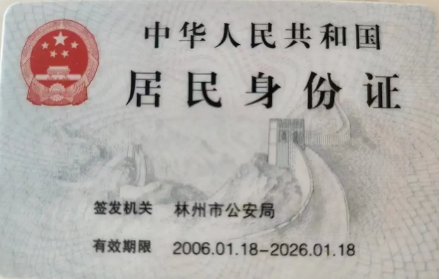 中华人民共和国
居民身份证
签发机关 林州市公安局
有效期限 2006.01.18-2026.01.18